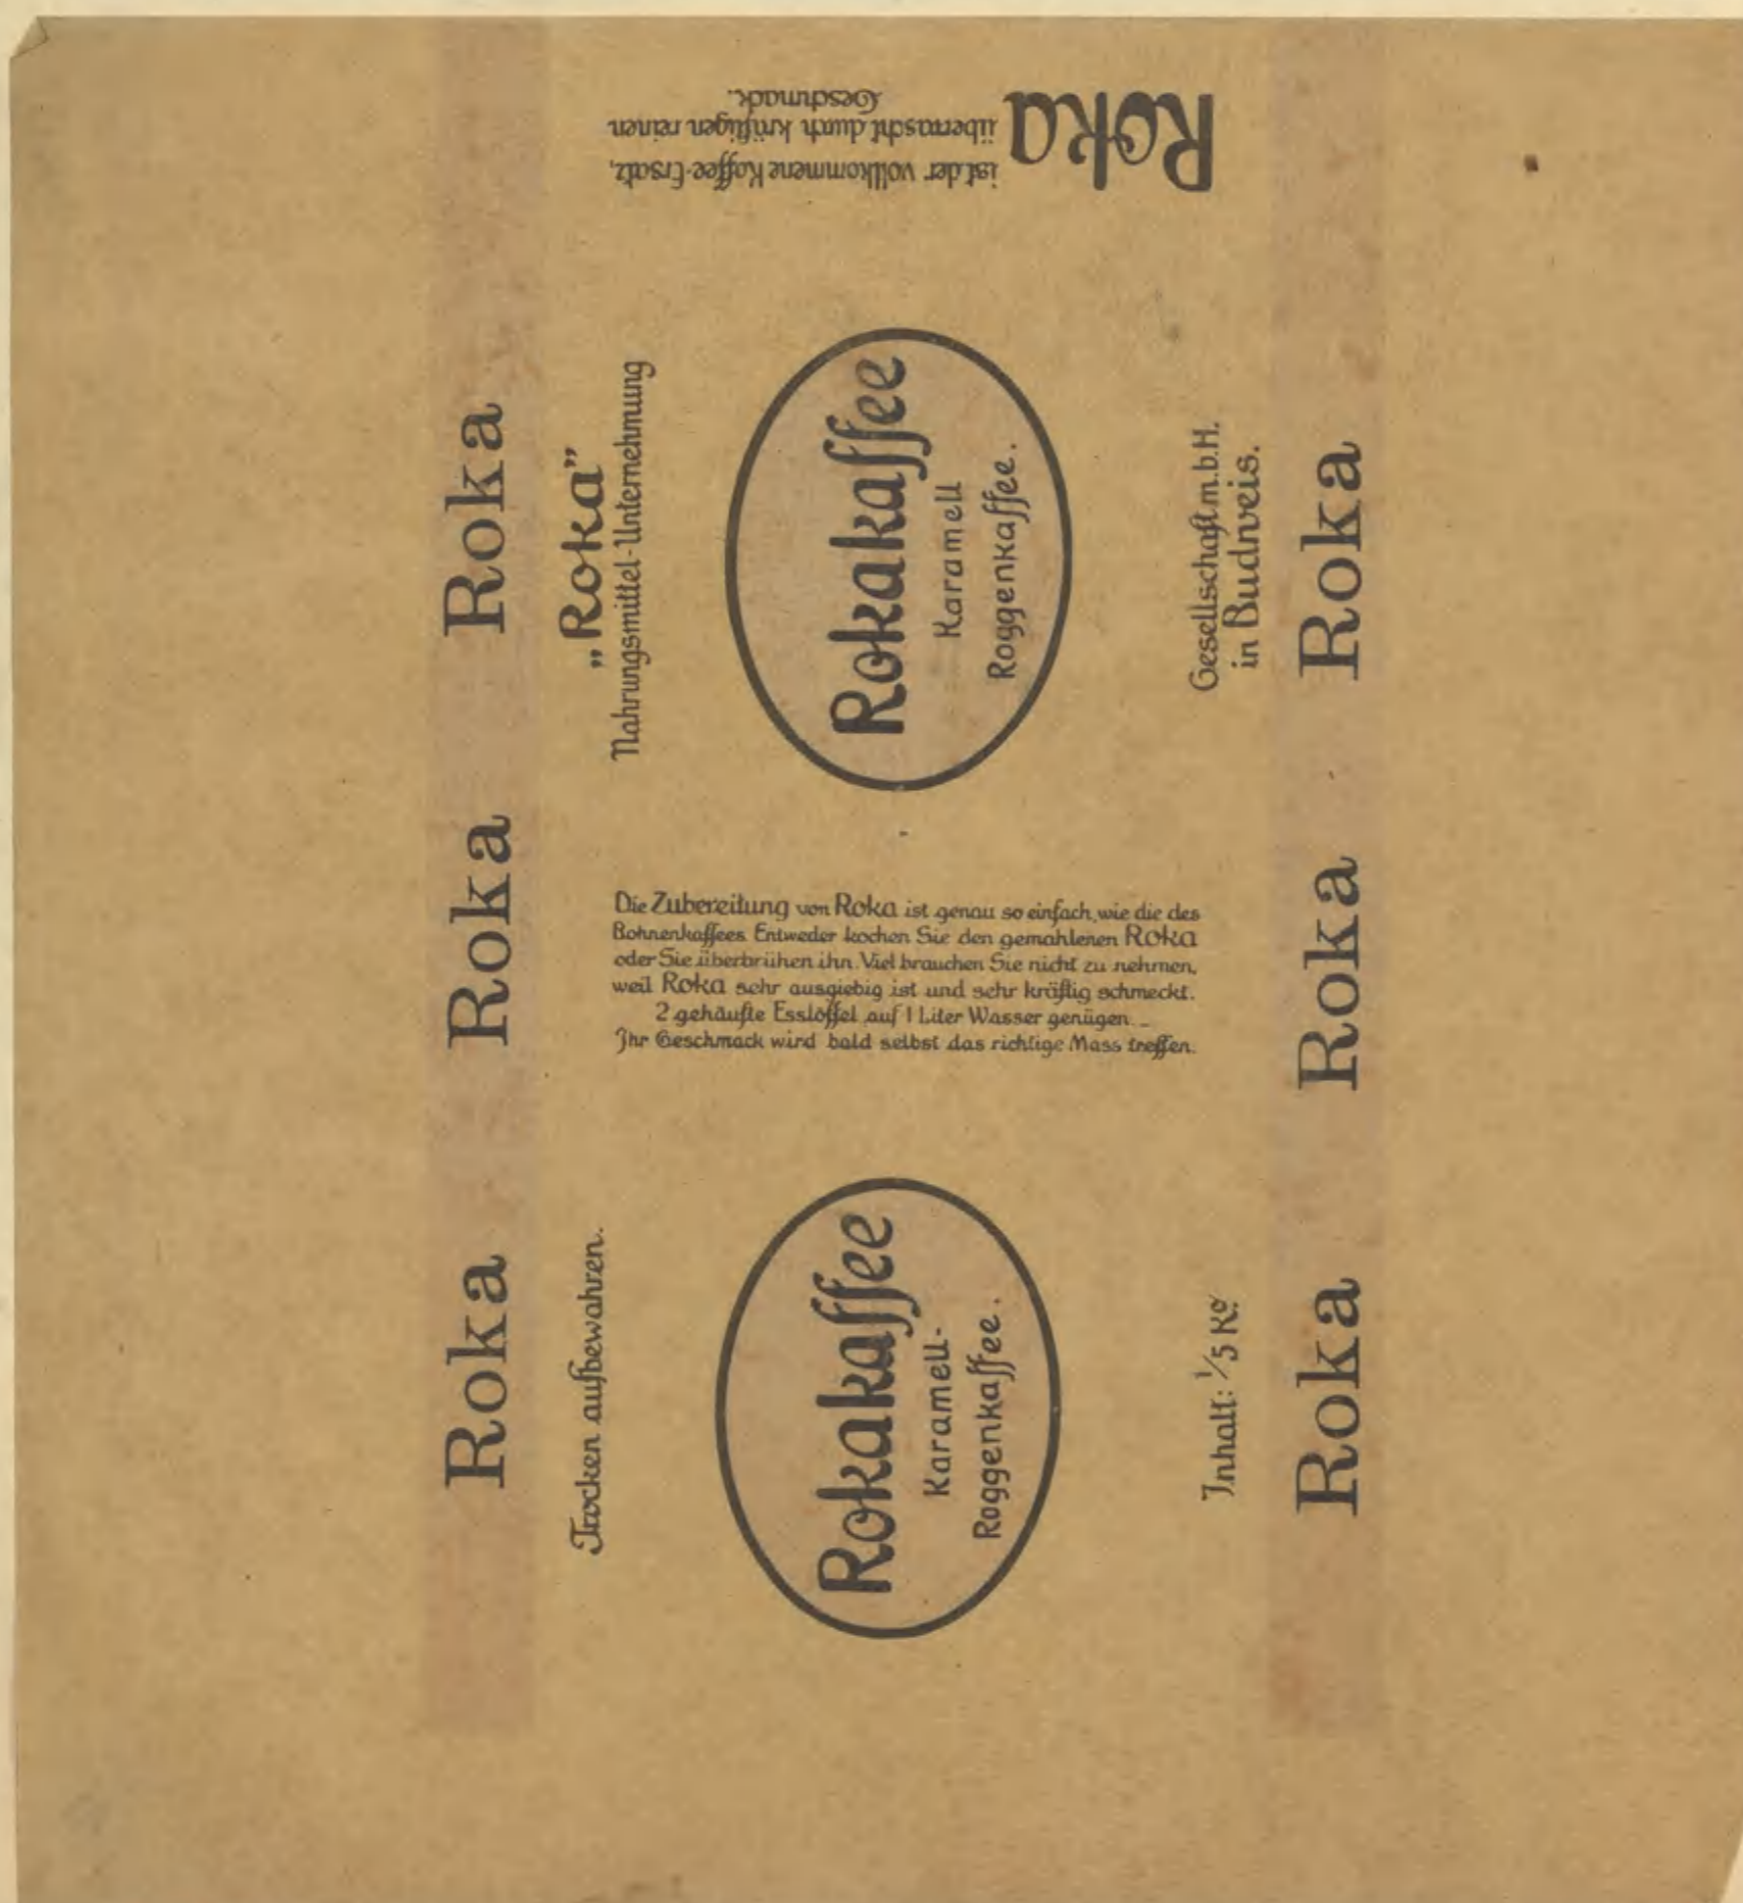 Roka
ist der vollkommene Kaffee-Ersatz,
überrascht durch kräftigen reinen
Geschmack.
Roka Roka Roka
„Roka”
Nahrungsmittel-Unternehmung
Rokakaffee
Karamell
Roggenkaffee.
Gesellschaft m.b.H.
in Budweis.
Die Zubereitung von Roka ist genau so einfach, wie die des
Bohnenkaffees. Entweder kochen Sie den gemahlenen Roka
oder Sie überbrühen ihn. Viel brauchen Sie nicht zu nehmen,
weil Roka sehr ausgiebig ist und sehr kräftig schmeckt.
2 gehäufte Esslöffel auf 1 Liter Wasser genügen. –
Ihr Geschmack wird bald selbst das richtige Mass treffen.
Trocken aufbewahren.
Rokakaffee
Karamell-
Roggenkaffee.
Inhalt: 1/5 Ko
Roka Roka Roka